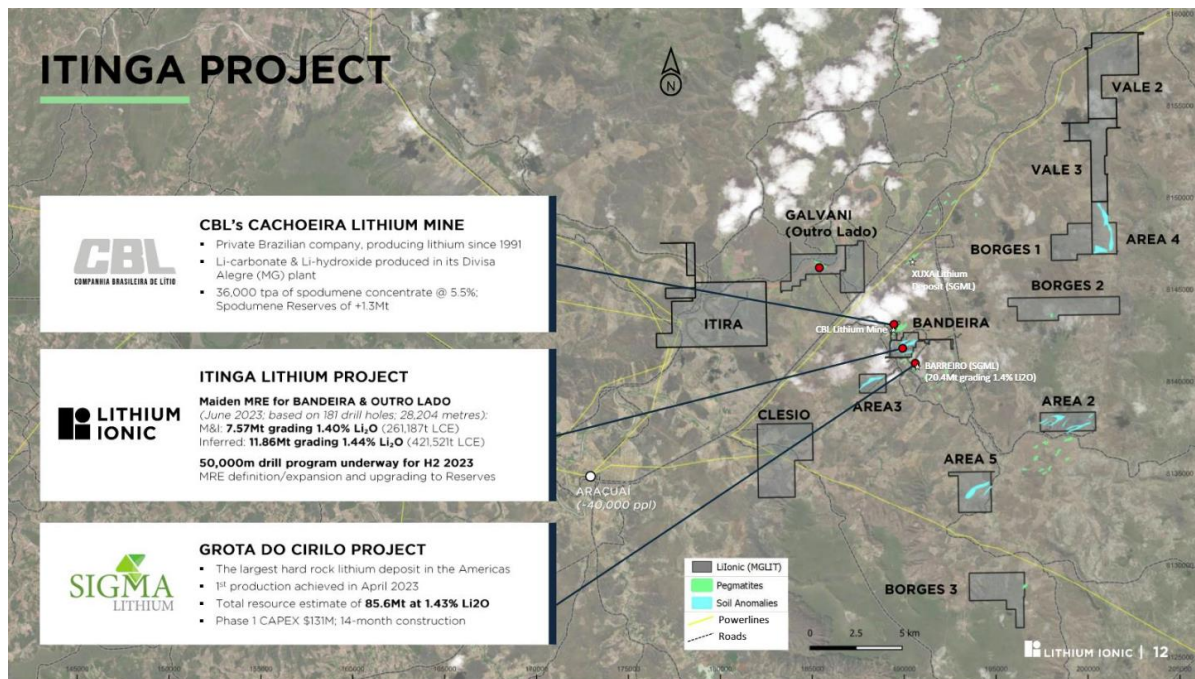 ITINGA PROJECT
N
CBL
COMPANHIA BRASILEIRA DE LÍTIO
CBL's CACHOEIRA LITHIUM MINE
▪ Private Brazilian company, producing lithium since 1991
▪ Li-carbonate & Li-hydroxide produced in its Divisa
Alegre (MG) plant
▪ 36,000 tpa of spodumene concentrate @ 5.5%;
Spodumene Reserves of +1.3Mt
LITHIUM
IONIC
ITINGA LITHIUM PROJECT
Maiden MRE for BANDEIRA & OUTRO LADO
(June 2023; based on 181 drill holes; 28,204 metres):
M&I: 7.57Mt grading 1.40% Li₂O (261,187t LCE)
Inferred: 11.86Mt grading 1.44% Li₂O (421,521t LCE)
50,000m drill program underway for H2 2023
MRE definition/expansion and upgrading to Reserves
SIGMA
LITHIUM
GROTA DO CIRILO PROJECT
▪ The largest hard rock lithium deposit in the Americas
▪ 1st production achieved in April 2023
▪ Total resource estimate of 85.6Mt at 1.43% Li2O
▪ Phase 1 CAPEX $131M; 14-month construction
VALE 2
VALE 3
AREA 4
BORGES 1
BORGES 2
GALVANI
(Outro Lado)
XUXA Lithium
Deposit (SGML)
ITIRA
CBL Lithium Mine
BANDEIRA
BARREIRO (SGML)
(20.4Mt grading 1.4% Li2O)
AREA3
CLESIO
AREA 2
AREA 5
ARAÇUAI
(~40,000 ppl)
BORGES 3
LiIonic (MGLIT)
Pegmatites
Soil Anomalies
Powerlines
Roads
0 2.5 5 km
LITHIUM IONIC | 12